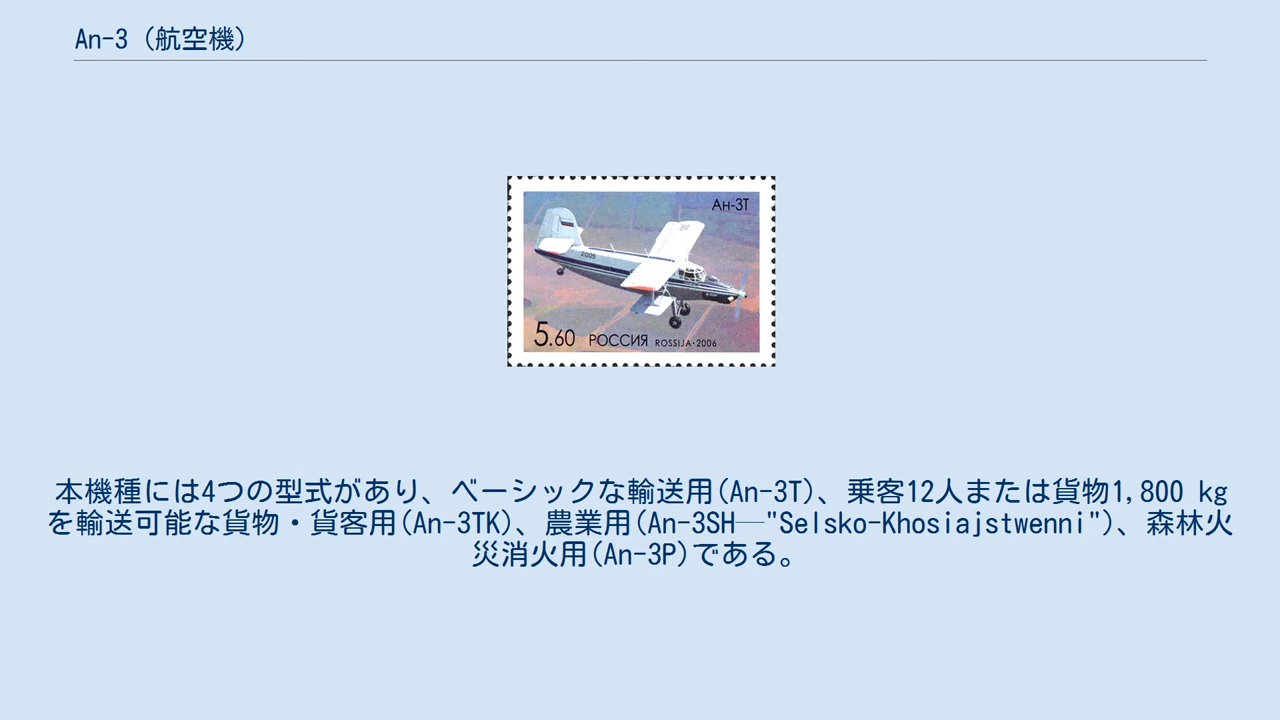 An-3 (航空機)
Ан-3Т
2005
5.60 РОССИЯ ROSSIJA·2006
本機種には4つの型式があり、ベーシックな輸送用(An-3T)、乗客12人または貨物1,800 kg
を輸送可能な貨物・貨客用(An-3TK)、農業用(An-3SH—"Selsko-Khosiajstwenni")、森林火
災消火用(An-3P)である。